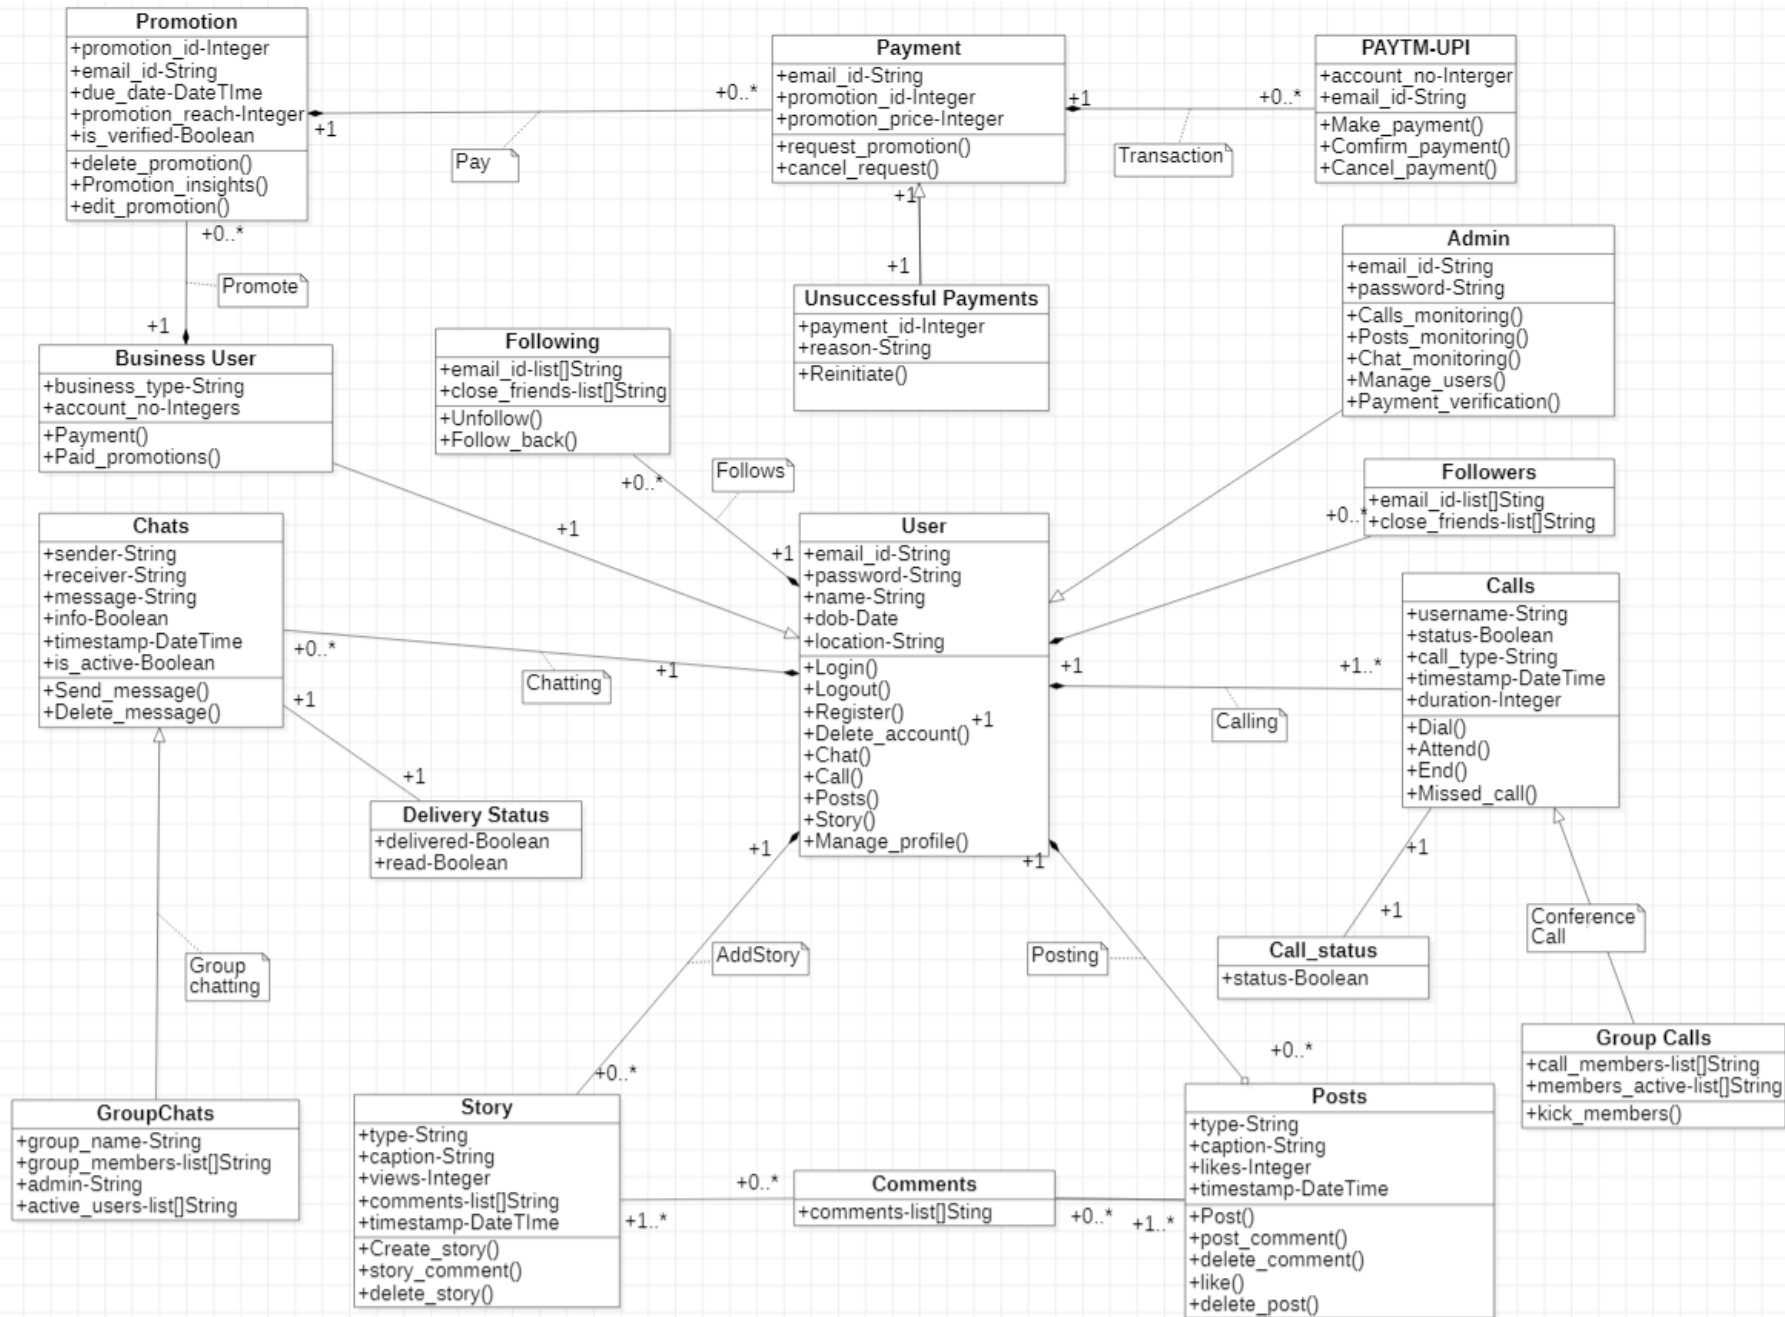 Promotion
+promotion_id-Integer
+email_id-String
+due_date-DateTIme
+promotion_reach-Integer
+is_verified-Boolean
+delete_promotion()
+Promotion_insights()
+edit_promotion()
+1
+0..*
Pay
Payment
+email_id-String
+promotion_id-Integer
+promotion_price-Integer
+request_promotion()
+cancel_request()
+1
+0..*
Transaction
PAYTM-UPI
+account_no-Interger
+email_id-String
+Make_payment()
+Comfirm_payment()
+Cancel_payment()
+0..*
Promote
+1
+1
+1
Unsuccessful Payments
+payment_id-Integer
+reason-String
+Reinitiate()
Admin
+email_id-String
+password-String
+Calls_monitoring()
+Posts_monitoring()
+Chat_monitoring()
+Manage_users()
+Payment_verification()
Business User
+business_type-String
+account_no-Integers
+Payment()
+Paid_promotions()
+1
Following
+email_id-list[]String
+close_friends-list[]String
+Unfollow()
+Follow_back()
+0..*
Follows
+1
Followers
+email_id-list[]Sting
+close_friends-list[]String
+0..*
Chats
+sender-String
+receiver-String
+message-String
+info-Boolean
+timestamp-DateTime
+is_active-Boolean
+Send_message()
+Delete_message()
+0..*
Chatting
+1
+1
+1
Delivery Status
+delivered-Boolean
+read-Boolean
User
+email_id-String
+password-String
+name-String
+dob-Date
+location-String
+Login()
+Logout()
+Register()
+Delete_account()
+1
+Chat()
+Call()
+Posts()
+Story()
+Manage_profile()
+1
+1..*
Calling
Calls
+username-String
+status-Boolean
+call_type-String
+timestamp-DateTime
+duration-Integer
+Dial()
+Attend()
+End()
+Missed_call()
+1
+1
Call_status
+status-Boolean
Conference
Call
Group Calls
+call_members-list[]String
+members_active-list[]String
+kick_members()
Group
chatting
GroupChats
+group_name-String
+group_members-list[]String
+admin-String
+active_users-list[]String
+1
AddStory
+0..*
Story
+type-String
+caption-String
+views-Integer
+comments-list[]String
+timestamp-DateTIme
+Create_story()
+story_comment()
+delete_story()
+0..*
+1..*
Comments
+comments-list[]Sting
+0..*
+1..*
+1
Posting
+0..*
Posts
+type-String
+caption-String
+likes-Integer
+timestamp-DateTime
+Post()
+post_comment()
+delete_comment()
+like()
+delete_post()